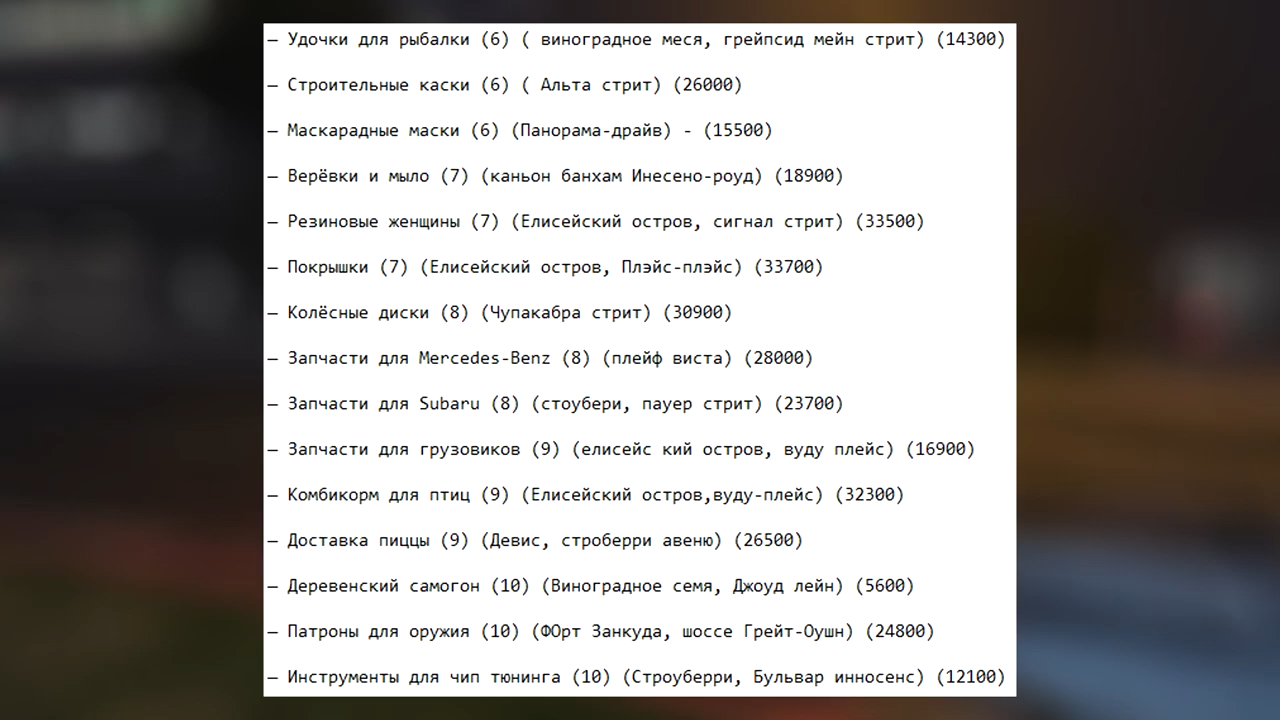 – Удочки для рыбалки (6) ( виноградное меся, грейпсид мейн стрит) (14300)
– Строительные каски (6) ( Альта стрит) (26000)
– Маскарадные маски (6) (Панорама-драйв) - (15500)
– Верёвки и мыло (7) (каньон банхам Инесено-роуд) (18900)
– Резиновые женщины (7) (Елисейский остров, сигнал стрит) (33500)
– Покрышки (7) (Елисейский остров, Плэйс-плэйс) (33700)
– Колёсные диски (8) (Чупакабра стрит) (30900)
– Запчасти для Mercedes-Benz (8) (плейф виста) (28000)
– Запчасти для Subaru (8) (стоубери, пауер стрит) (23700)
– Запчасти для грузовиков (9) (елисейс кий остров, вуду плейс) (16900)
– Комбикорм для птиц (9) (Елисейский остров,вуду-плейс) (32300)
– Доставка пиццы (9) (Девис, строберри авеню) (26500)
– Деревенский самогон (10) (Виноградное семя, Джоуд лейн) (5600)
– Патроны для оружия (10) (ФОрт Занкуда, шоссе Грейт-Оушн) (24800)
– Инструменты для чип тюнинга (10) (Строуберри, Бульвар инносенс) (12100)